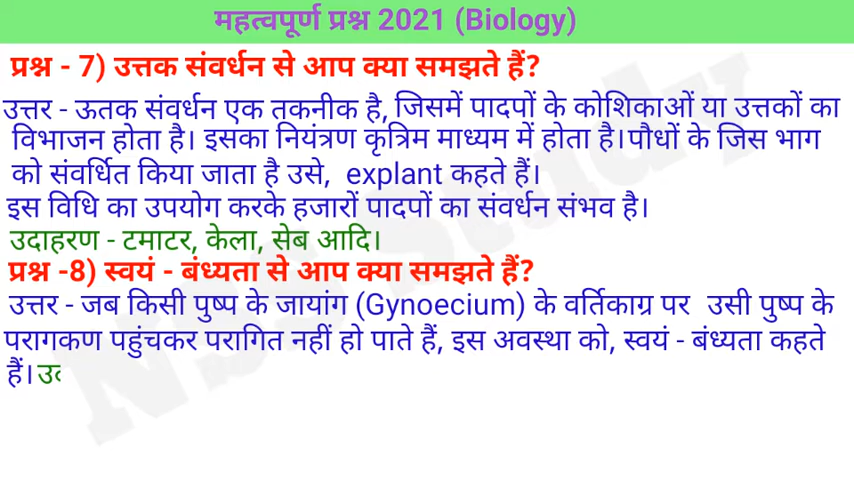 महत्वपूर्ण प्रश्न 2021 (Biology)
प्रश्न - 7) उत्तक संवर्धन से आप क्या समझते हैं?
उत्तर - ऊतक संवर्धन एक तकनीक है, जिसमें पादपों के कोशिकाओं या उत्तकों का
विभाजन होता है। इसका नियंत्रण कृत्रिम माध्यम में होता है।पौधों के जिस भाग
को संवर्धित किया जाता है उसे, explant कहते हैं।
इस विधि का उपयोग करके हजारों पादपों का संवर्धन संभव है।
उदाहरण - टमाटर, केला, सेब आदि।
प्रश्न -8) स्वयं - बंध्यता से आप क्या समझते हैं?
उत्तर - जब किसी पुष्प के जायांग (Gynoecium) के वर्तिकाग्र पर उसी पुष्प के
परागकण पहुंचकर परागित नहीं हो पाते हैं, इस अवस्था को, स्वयं - बंध्यता कहते
हैं।